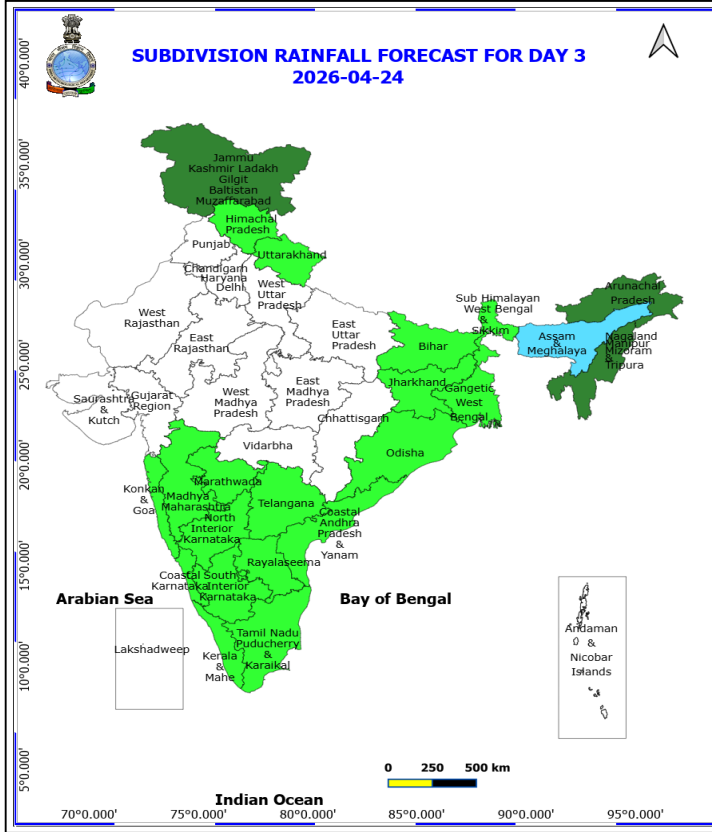 SUBDIVISION RAINFALL FORECAST FOR DAY 3
2026-04-24
40°0.000'
35°0.000'
30°0.000'
25°0.000'
20°0.000'
15°0.000'
10°0.000'
5°0.000'
Jammu
Kashmir Ladakh
Gilgit
Baltistan
Muzaffarabad
Himachal
Pradesh
Punjab
Uttarakhand
Chandigarh
Haryana
Delhi
West
Uttar
Pradesh
West
Rajasthan
East
Rajasthan
East
Uttar
Pradesh
Sub Himalayan
West Bengal
&
Sikkim
Arunachal
Pradesh
Assam
&
Meghalaya
Nagaland
Manipur
Mizoram
&
Tripura
Bihar
Jharkhand
Gangetic
West
Bengal
Saurashtra
&
Kutch
Gujarat
Region
West
Madhya
Pradesh
East
Madhya
Pradesh
Chhattisgarh
Vidarbha
Odisha
Konkan
&
Goa
Madhya
Maharashtra
Marathwada
Telangana
North
Interior
Karnataka
Coastal
Andhra
Pradesh
&
Yanam
Rayalaseema
Coastal
Karnataka
South
Interior
Karnataka
Tamil Nadu
Puducherry
&
Karaikal
Kerala
&
Mahe
Arabian Sea
Bay of Bengal
Lakshadweep
Andaman
&
Nicobar
Islands
0 250 500 km
Indian Ocean
70°0.000' 75°0.000' 80°0.000' 85°0.000' 90°0.000' 95°0.000'